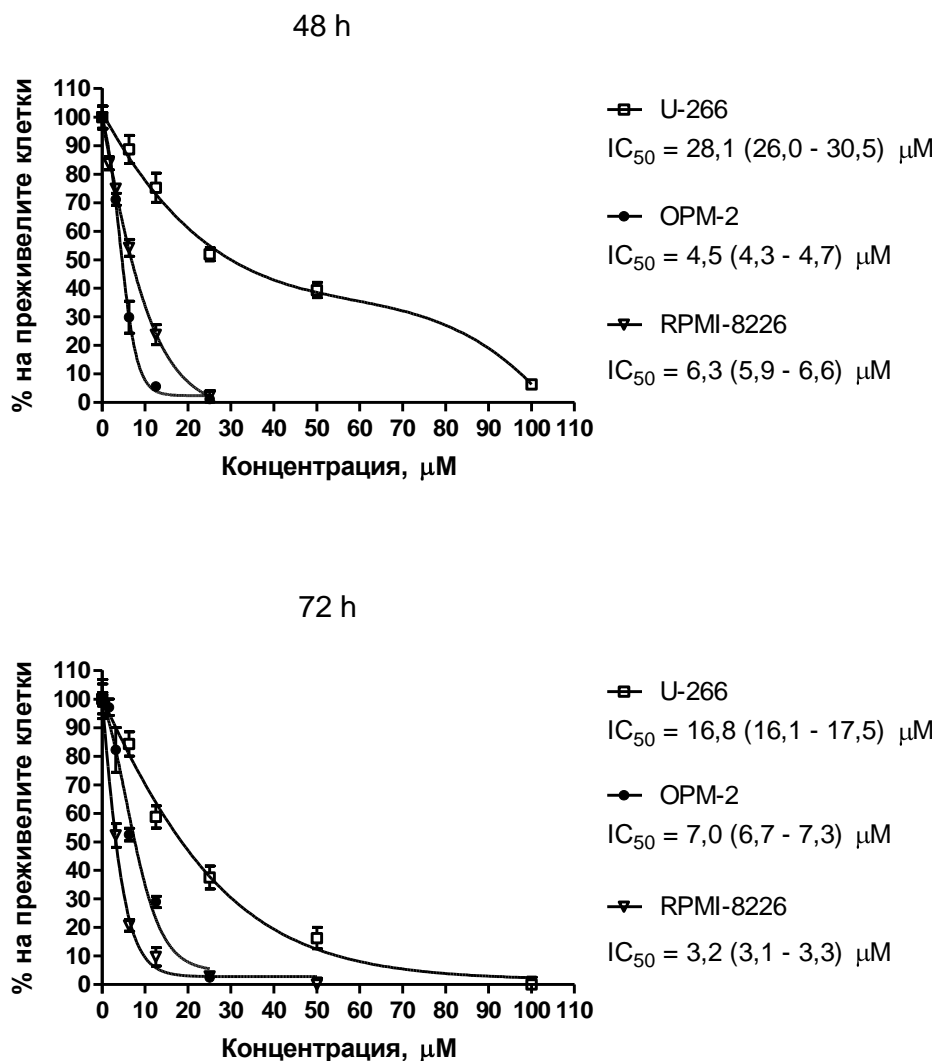 48 h
% на преживелите клетки
110
100
90
80
70
60
50
40
30
20
10
0
0 10 20 30 40 50 60 70 80 90 100 110
Концентрация, μM
U-266
IC50 = 28,1 (26,0 - 30,5) μM
OPM-2
IC50 = 4,5 (4,3 - 4,7) μM
RPMI-8226
IC50 = 6,3 (5,9 - 6,6) μM
72 h
% на преживелите клетки
110
100
90
80
70
60
50
40
30
20
10
0
0 10 20 30 40 50 60 70 80 90 100 110
Концентрация, μM
U-266
IC50 = 16,8 (16,1 - 17,5) μM
OPM-2
IC50 = 7,0 (6,7 - 7,3) μM
RPMI-8226
IC50 = 3,2 (3,1 - 3,3) μM